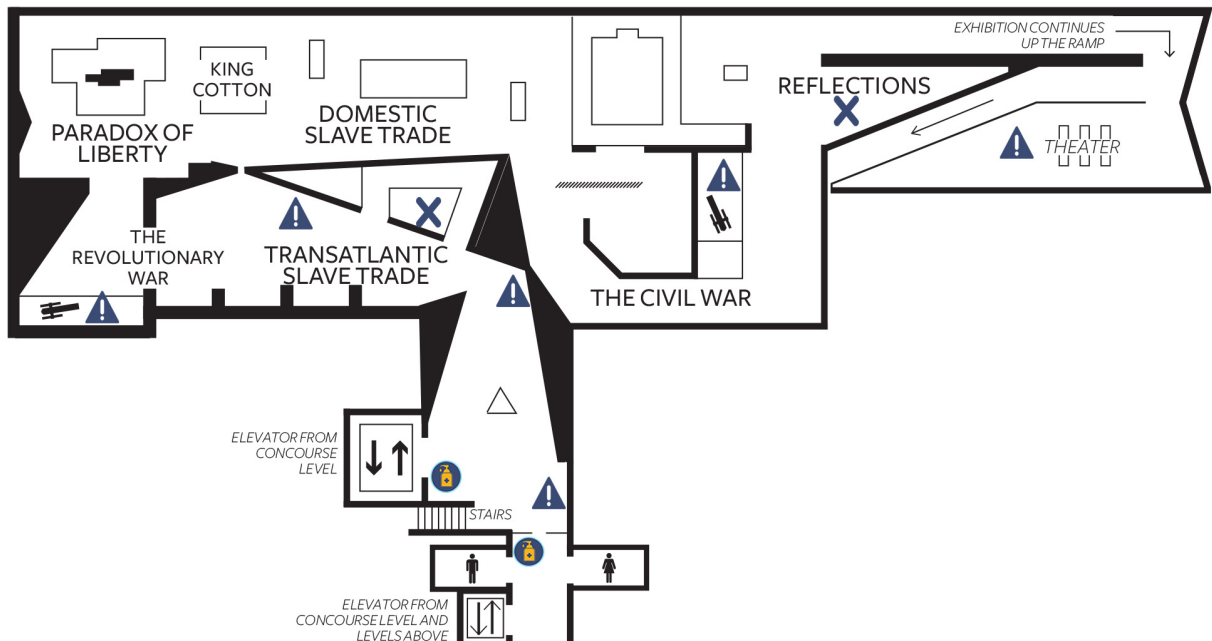 EXHIBITION CONTINUES
UP THE RAMP
KING
COTTON
REFLECTIONS
DOMESTIC
SLAVE TRADE
PARADOX OF
LIBERTY
THEATER
THE
REVOLUTIONARY
WAR
TRANSATLANTIC
SLAVE TRADE
THE CIVIL WAR
ELEVATOR FROM
CONCOURSE
LEVEL
STAIRS
ELEVATOR FROM
CONCOURSE LEVEL AND
LEVELS ABOVE